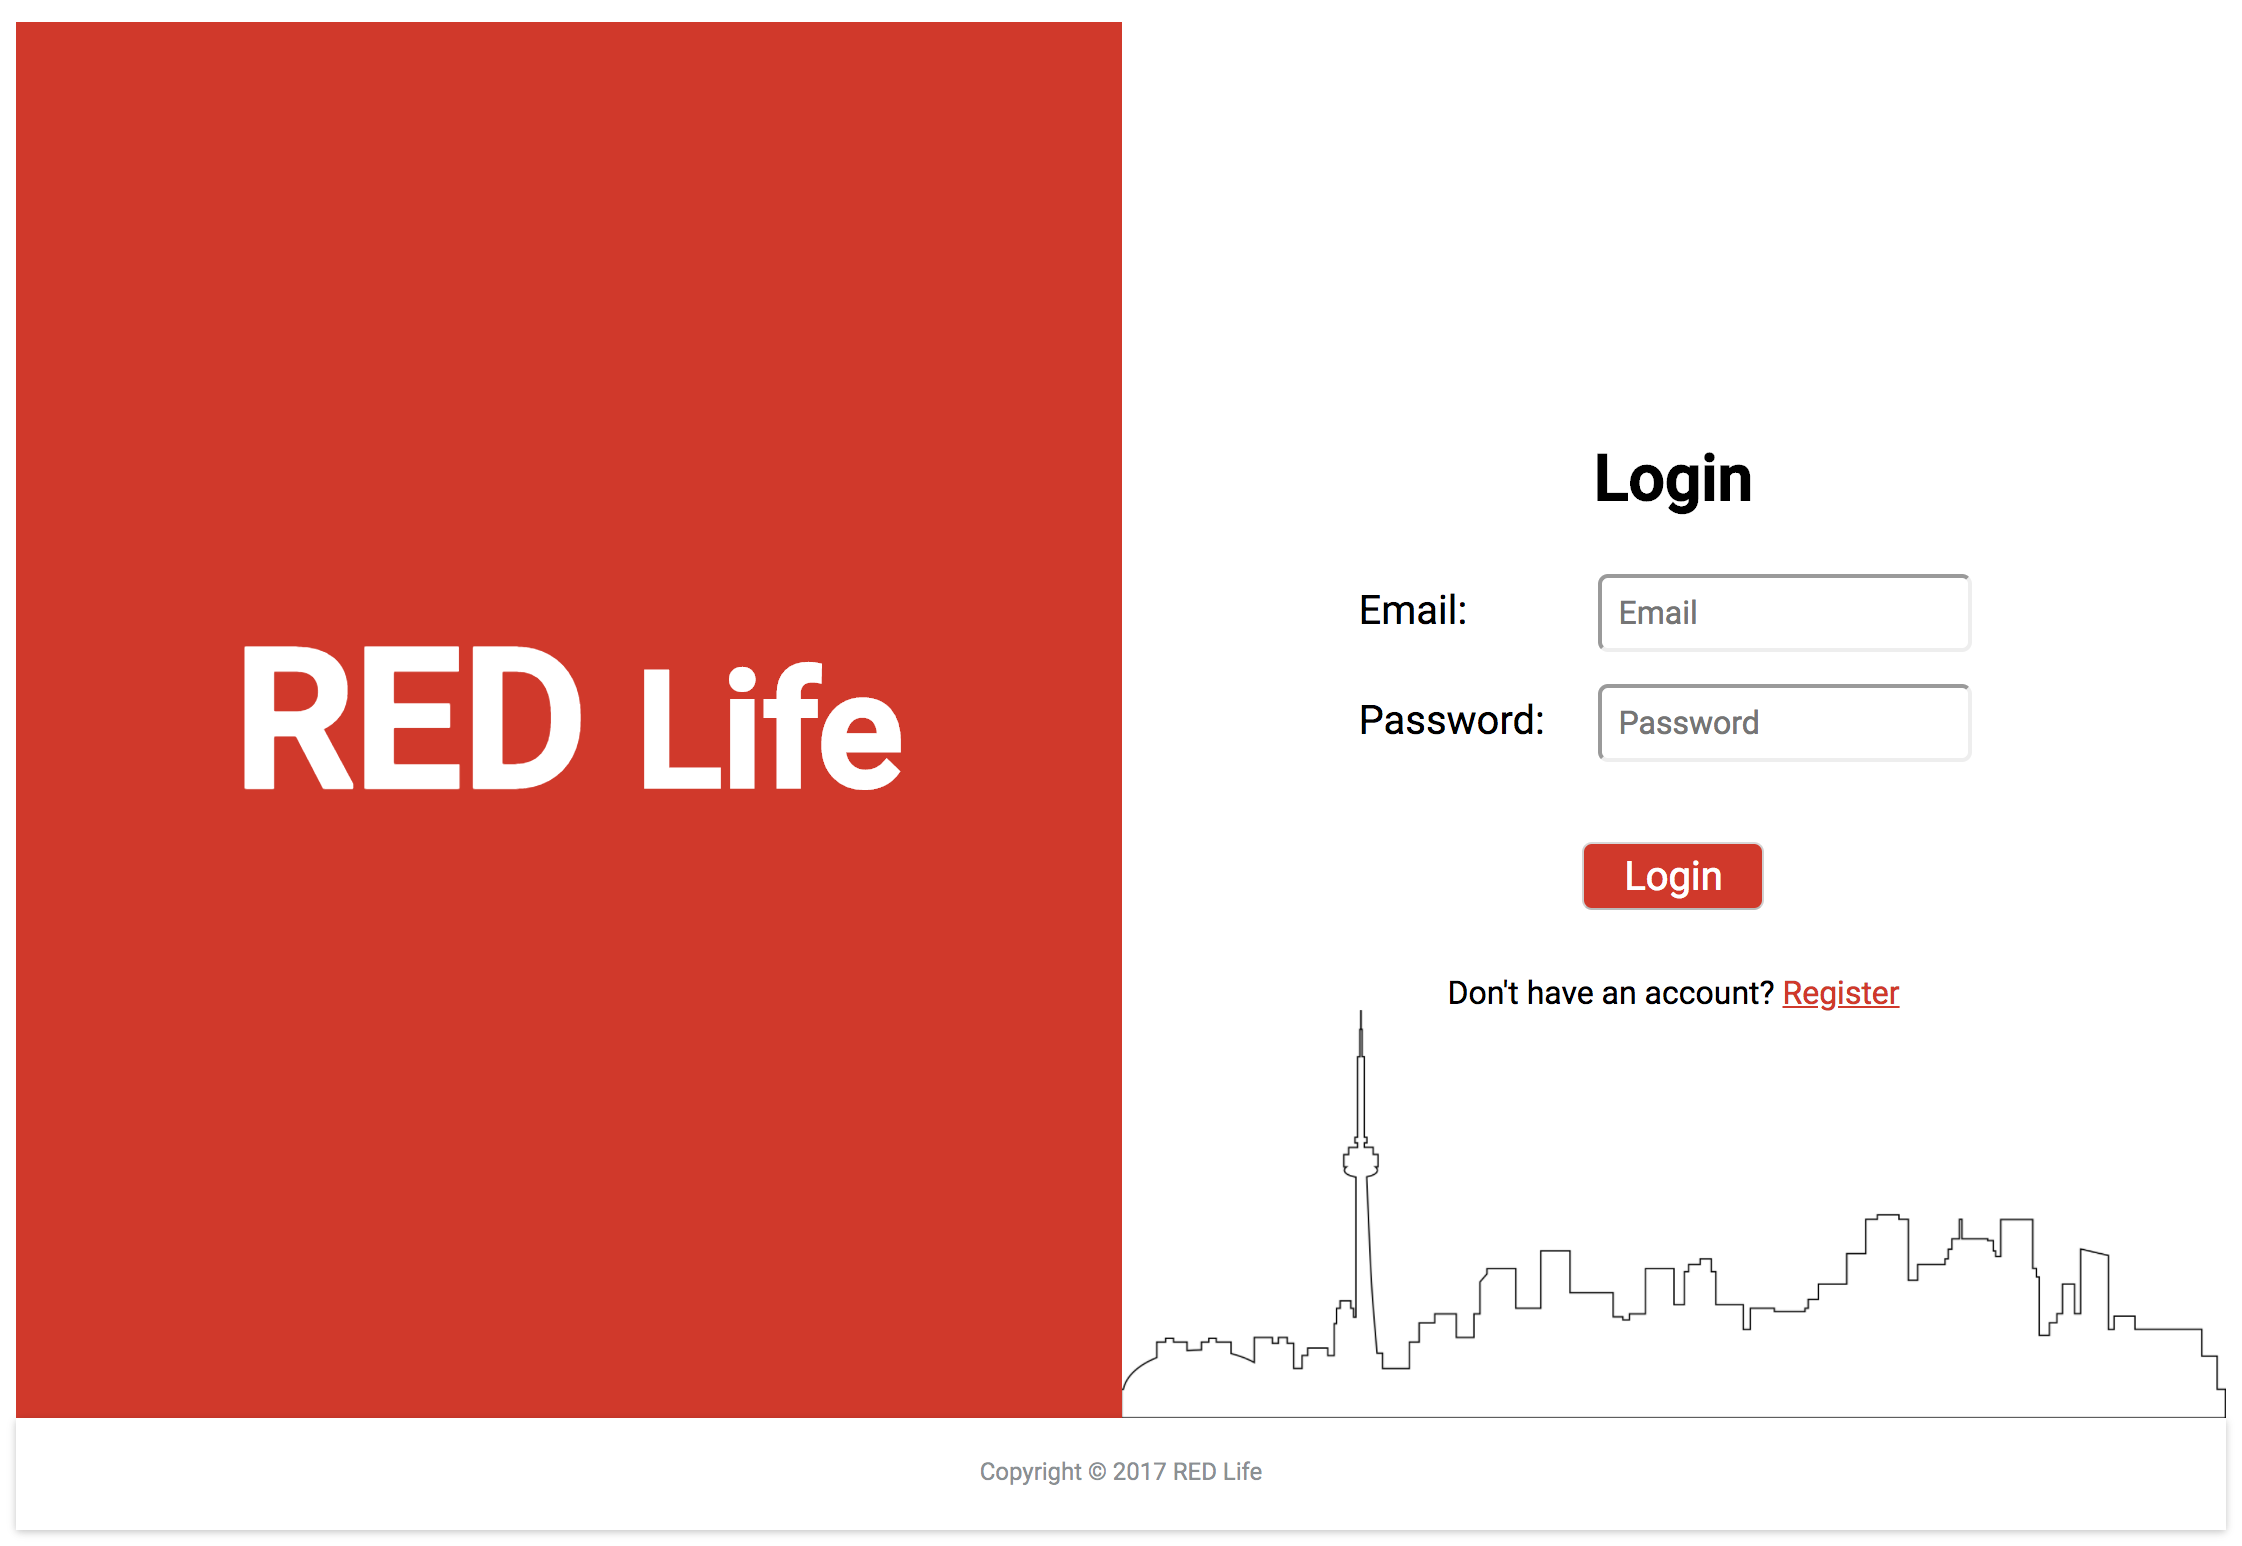 RED Life
Login
Email:
Email
Password:
Password
Login
Don't have an account? Register
Copyright © 2017 RED Life